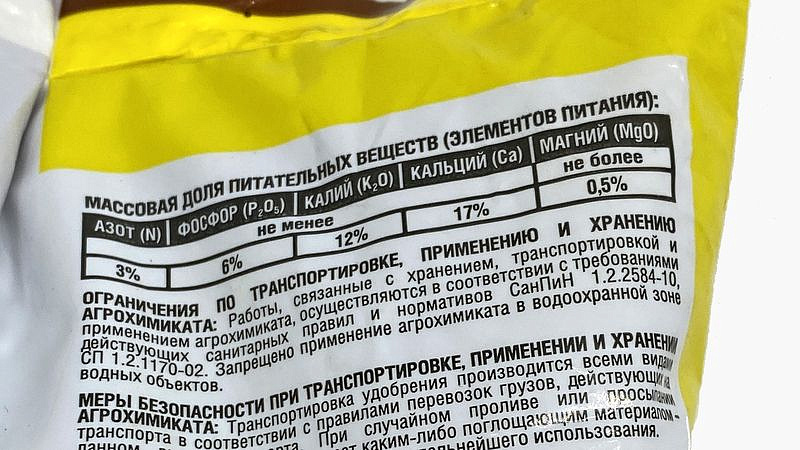 МАССОВАЯ ДОЛЯ ПИТАТЕЛЬНЫХ ВЕЩЕСТВ (ЭЛЕМЕНТОВ ПИТАНИЯ):
АЗОТ (N) ФОСФОР (P₂O₅) КАЛИЙ (K₂O) КАЛЬЦИЙ (Ca) МАГНИЙ (MgO)
не менее не более
3% 6% 12% 17% 0,5%
ОГРАНИЧЕНИЯ ПО ТРАНСПОРТИРОВКЕ, ПРИМЕНЕНИЮ И ХРАНЕНИЮ
АГРОХИМИКАТА: Работы, связанные с хранением, транспортировкой и
применением агрохимиката, осуществляются в соответствии с требованиями
действующих санитарных правил и нормативов СанПиН 1.2.2584-10,
СП 1.2.1170-02. Запрещено применение агрохимиката в водоохранной зоне
водных объектов.
МЕРЫ БЕЗОПАСНОСТИ ПРИ ТРАНСПОРТИРОВКЕ, ПРИМЕНЕНИИ И ХРАНЕНИИ
АГРОХИМИКАТА: Транспортировка удобрения производится всеми видами
транспорта в соответствии с правилами перевозок грузов, действующих на
данном При случайном проливе или просыпании
каким-либо поглощающим материалом -
использования.